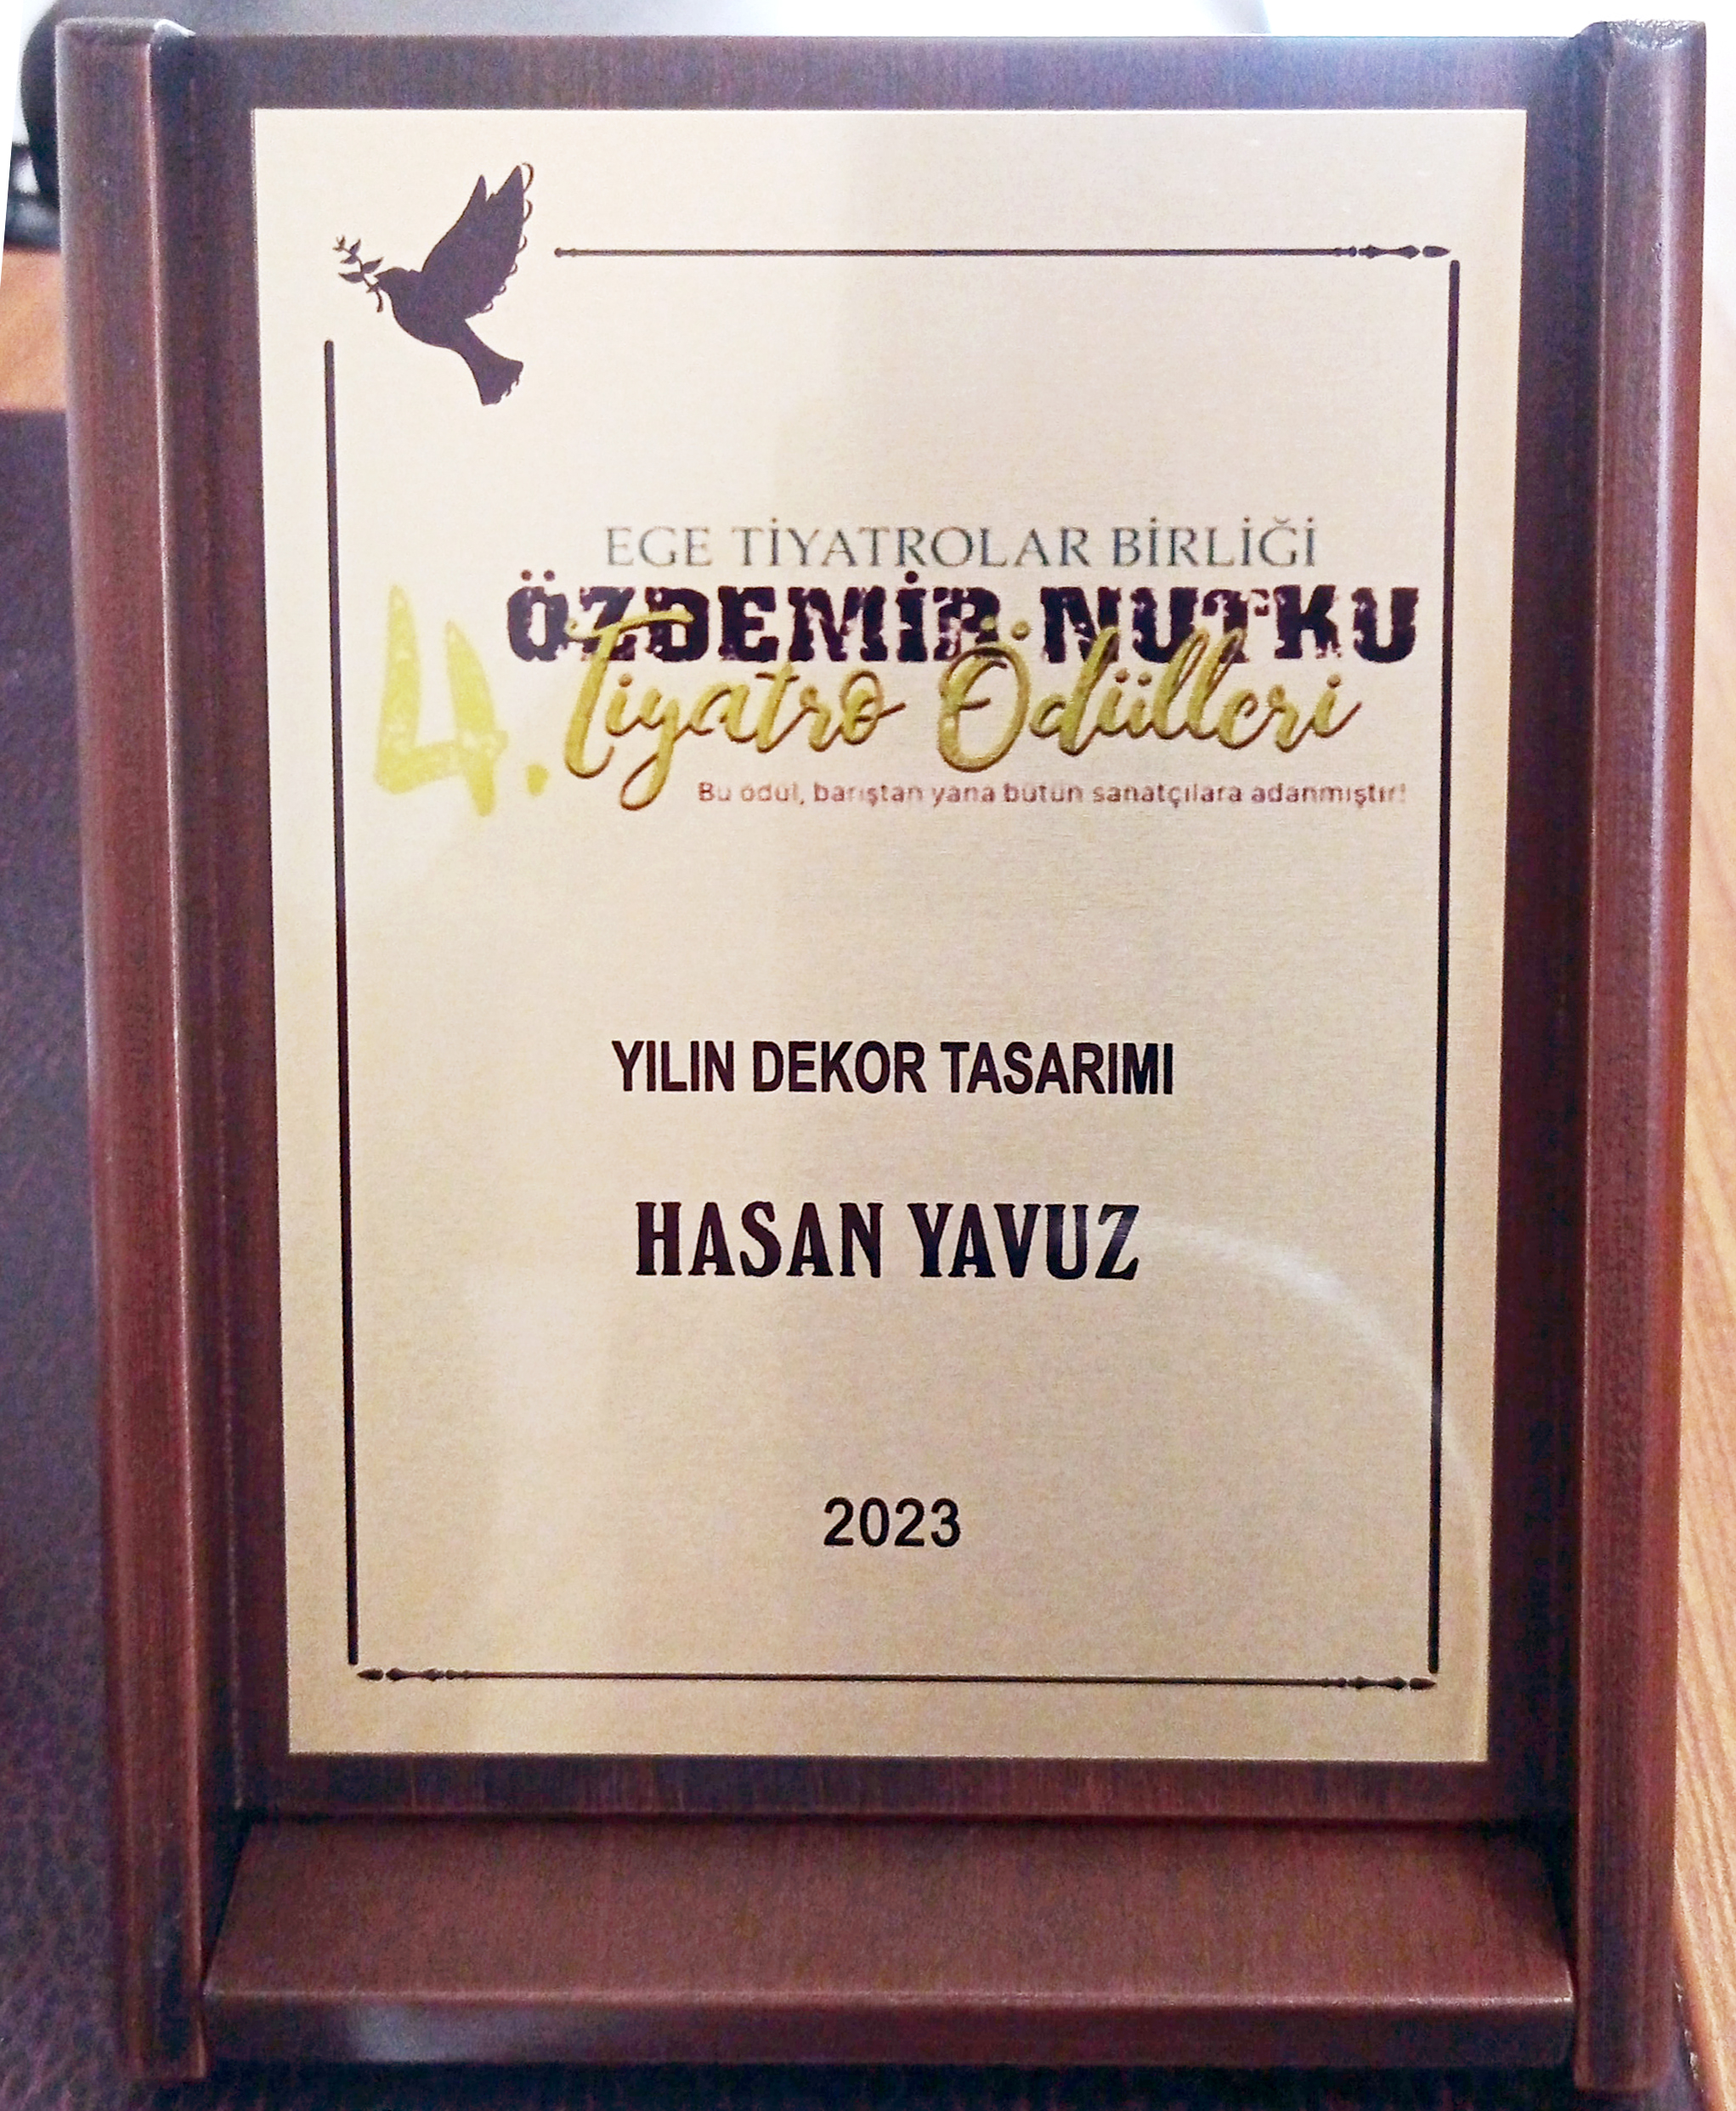 EGE TİYATROLAR BİRLİĞİ
ÖZDEMİR NUTKU
4. Tiyatro Ödülleri
Bu ödül, barıştan yana bütün sanatçılara adanmıştır!
YILIN DEKOR TASARIMI
HASAN YAVUZ
2023